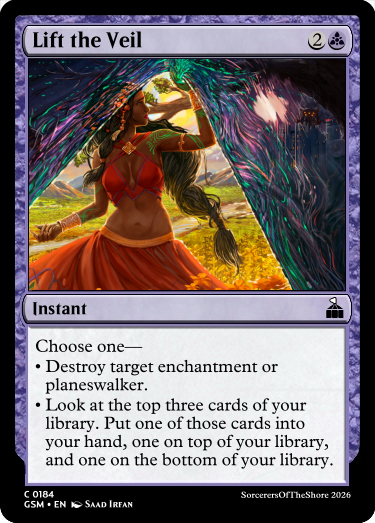 Lift the Veil
2
Instant
Choose one—
• Destroy target enchantment or
planeswalker.
• Look at the top three cards of your
library. Put one of those cards into
your hand, one on top of your library,
and one on the bottom of your library.
C 0184
GSM • EN Saad Irfan
SorcerersOfTheShore 2026